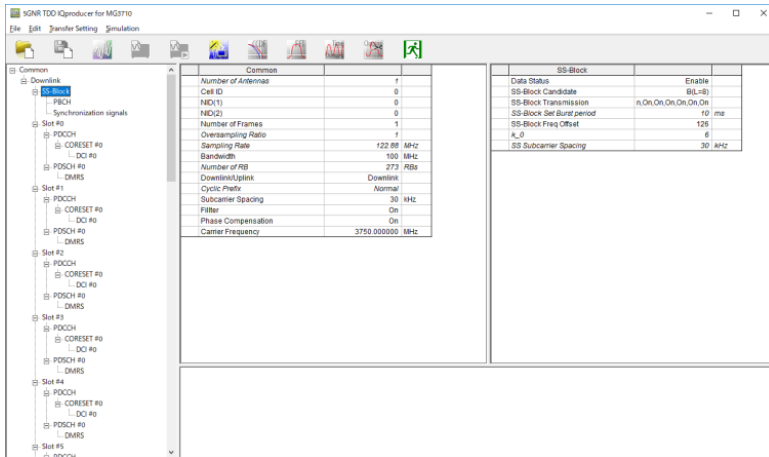 5GNR TDD IQproducer for MG3710
File Edit Transfer Setting Simulation
Common
Downlink
SS-Block
PBCH
Synchronization signals
Slot #0
PDCCH
CORESET #0
DCI #0
PDSCH #0
DMRS
Slot #1
PDCCH
CORESET #0
DCI #0
PDSCH #0
DMRS
Slot #2
PDCCH
CORESET #0
DCI #0
PDSCH #0
DMRS
Slot #3
PDCCH
CORESET #0
DCI #0
PDSCH #0
DMRS
Slot #4
PDCCH
CORESET #0
DCI #0
PDSCH #0
DMRS
Slot #5
PDCCH
Common
Number of Antennas 1
Cell ID 0
NID(1) 0
NID(2) 0
Number of Frames 1
Oversampling Ratio 1
Sampling Rate 122.88 MHz
Bandwidth 100 MHz
Number of RB 273 RBs
Downlink/Uplink Downlink
Cyclic Prefix Normal
Subcarrier Spacing 30 kHz
Filter On
Phase Compensation On
Carrier Frequency 3750.000000 MHz
SS-Block
Data Status Enable
SS-Block Candidate B(L=8)
SS-Block Transmission n,On,On,On,On,On,On
SS-Block Set Burst period 10 ms
SS-Block Freq Offset 126
k_0 6
SS Subcarrier Spacing 30 kHz